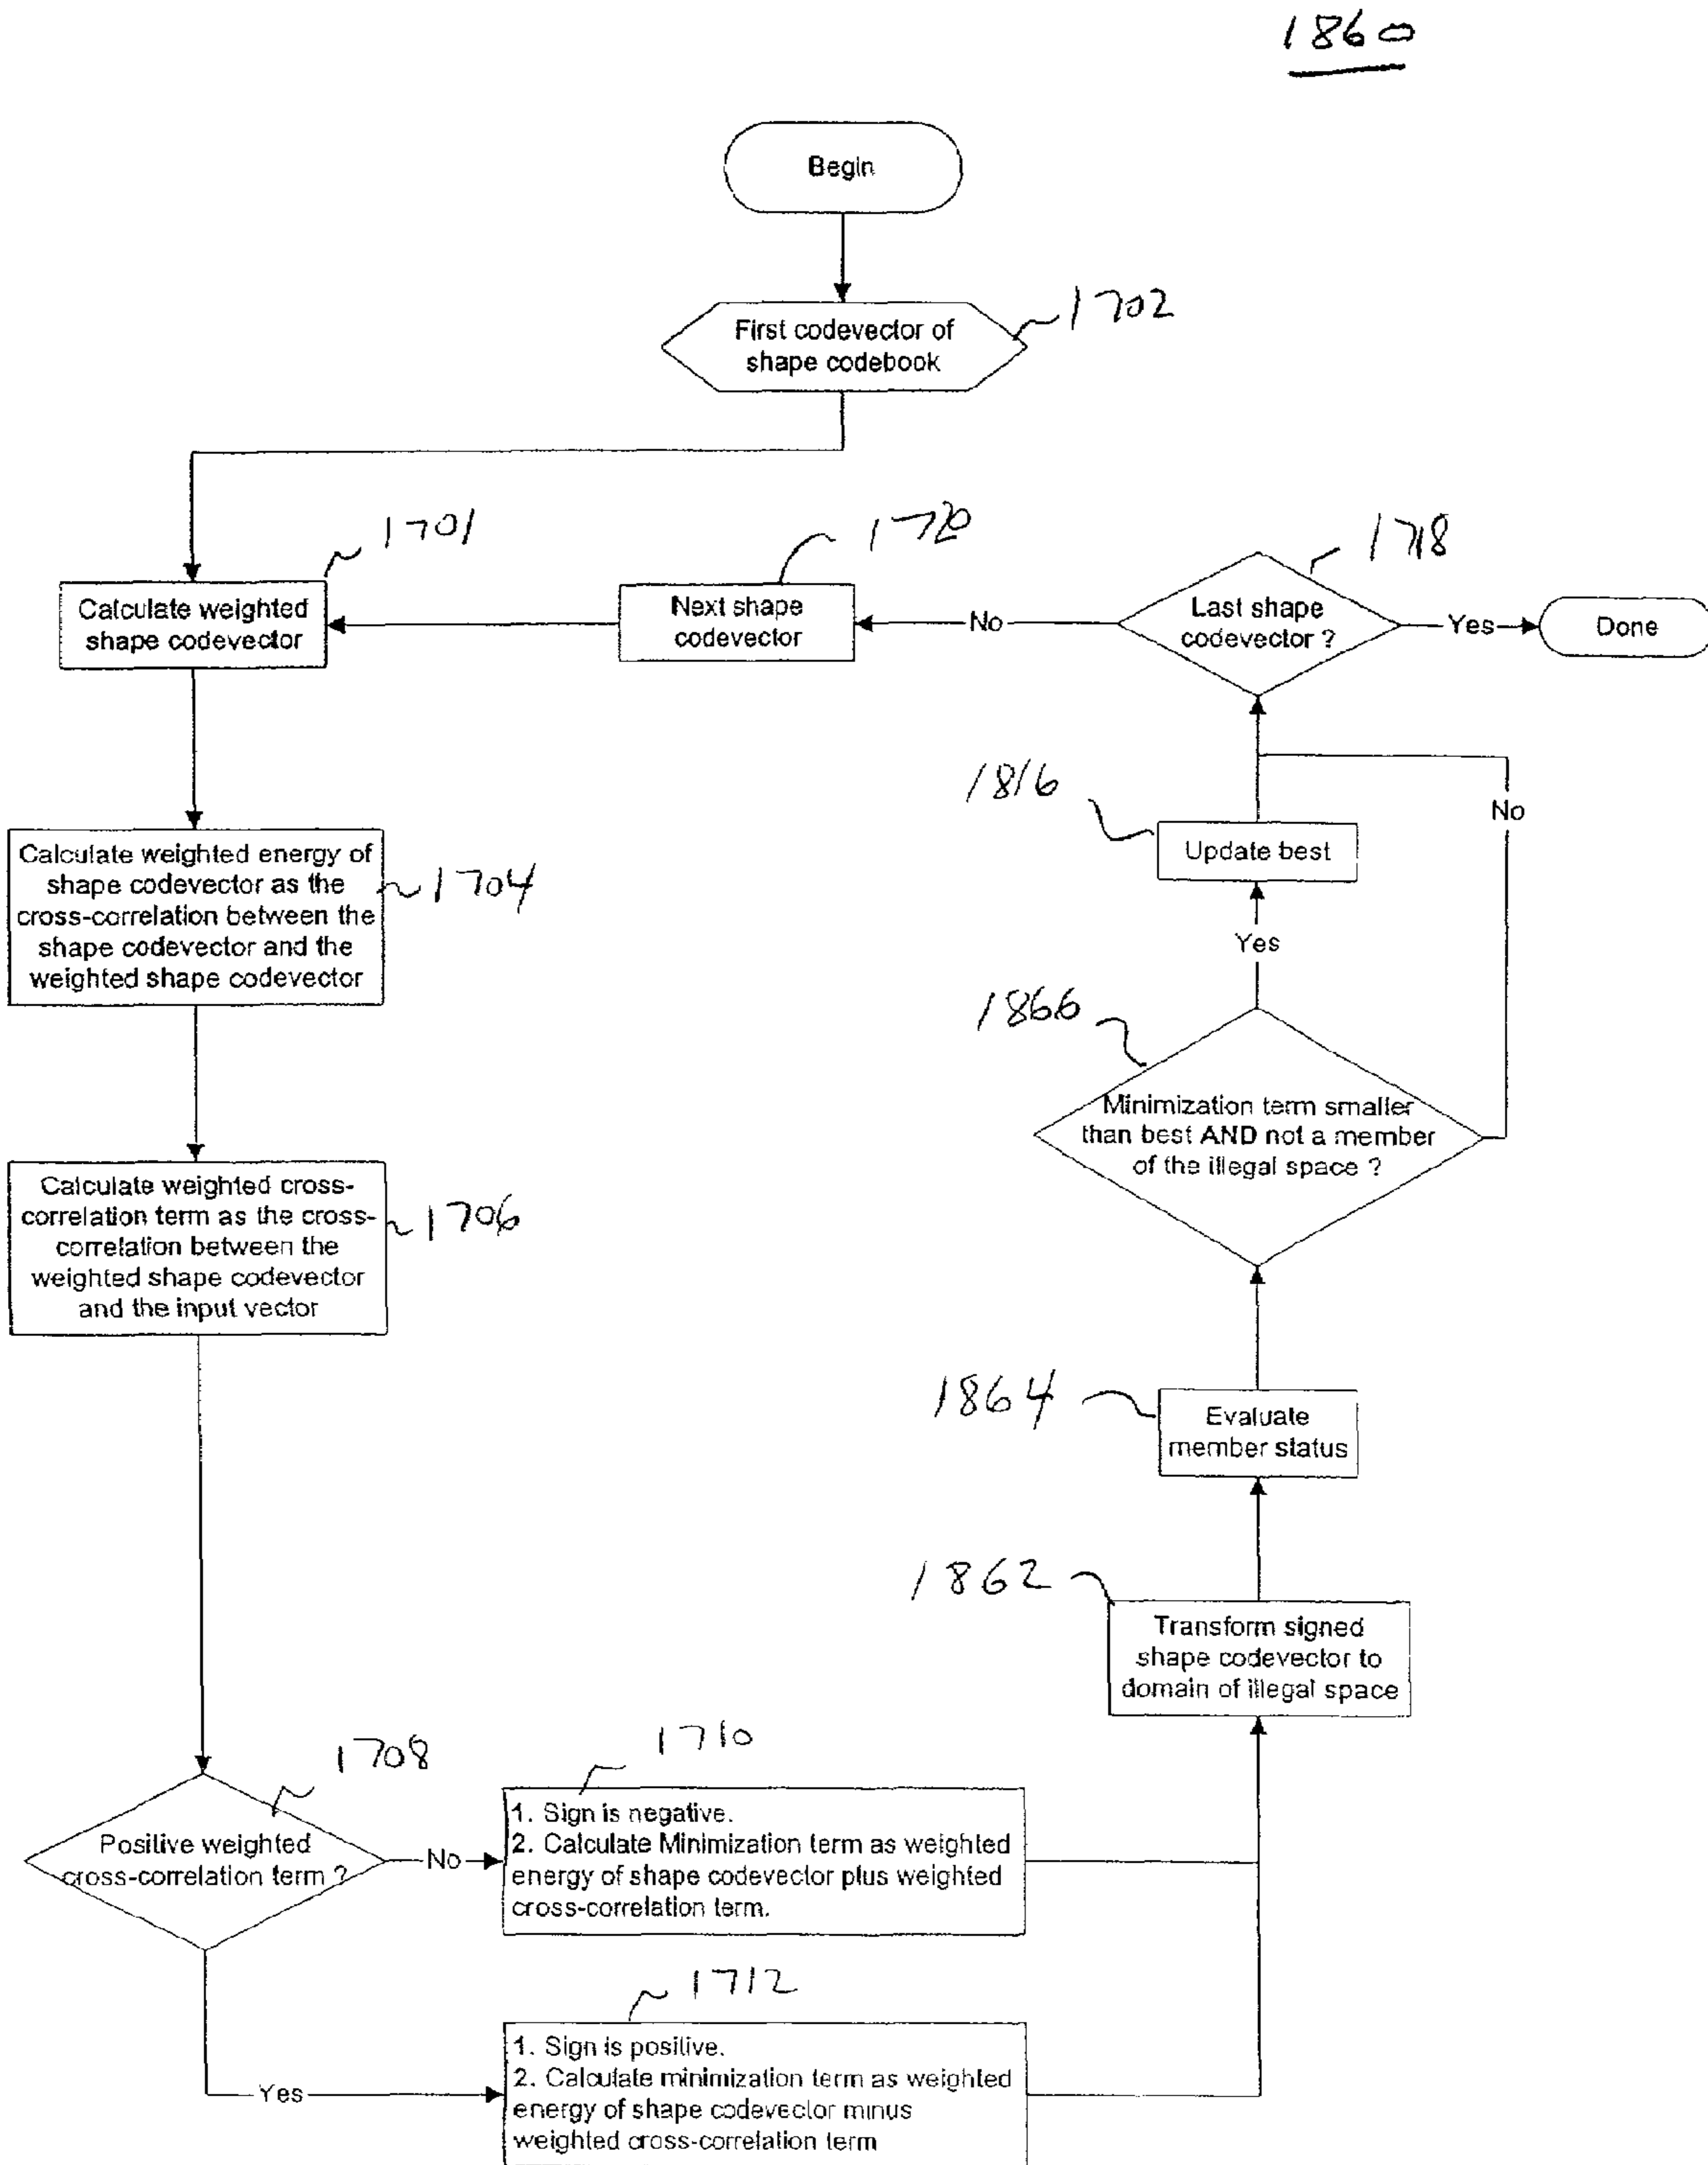 1860
Begin
First codevector of
shape codebook
1702
1701
Calculate weighted
shape codevector
1720
Next shape
codevector
No
1718
Last shape
codevector ?
Yes
Done
1816
Update best
No
Yes
Calculate weighted energy of
shape codevector as the
cross-correlation between the
shape codevector and the
weighted shape codevector
1704
1866
Minimization term smaller
than best AND not a member
of the illegal space ?
Calculate weighted cross-
correlation term as the cross-
correlation between the
weighted shape codevector
and the input vector
1706
1864
Evaluate
member status
1862
Transform signed
shape codevector to
domain of illegal space
1708
Positive weighted
cross-correlation term ?
No
1710
1. Sign is negative.
2. Calculate Minimization term as weighted
energy of shape codevector plus weighted
cross-correlation term.
Yes
1712
1. Sign is positive.
2. Calculate minimization term as weighted
energy of shape codevector minus
weighted cross-correlation term